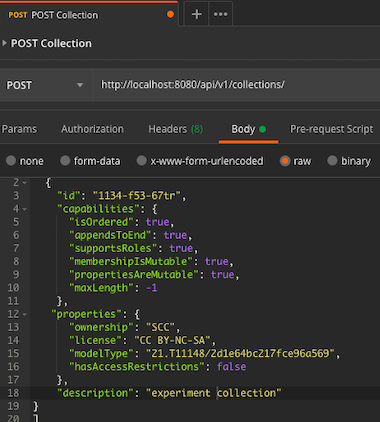 POST POST Collection
POST Collection
POST http://localhost:8080/api/v1/collections/
Params Authorization Headers (8) Body Pre-request Script
none form-data x-www-form-urlencoded raw binary
2 {
3 "id": "1134-f53-67tr",
4 "capabilities": {
5 "isOrdered": true,
6 "appendsToEnd": true,
7 "supportsRoles": true,
8 "membershipIsMutable": true,
9 "propertiesAreMutable": true,
10 "maxLength": -1
11 },
12 "properties": {
13 "ownership": "SCC",
14 "license": "CC BY-NC-SA",
15 "modelType": "21.T11148/2d1e64bc217fce96a569",
16 "hasAccessRestrictions": false
17 },
18 "description": "experiment collection"
19 }
20 ]